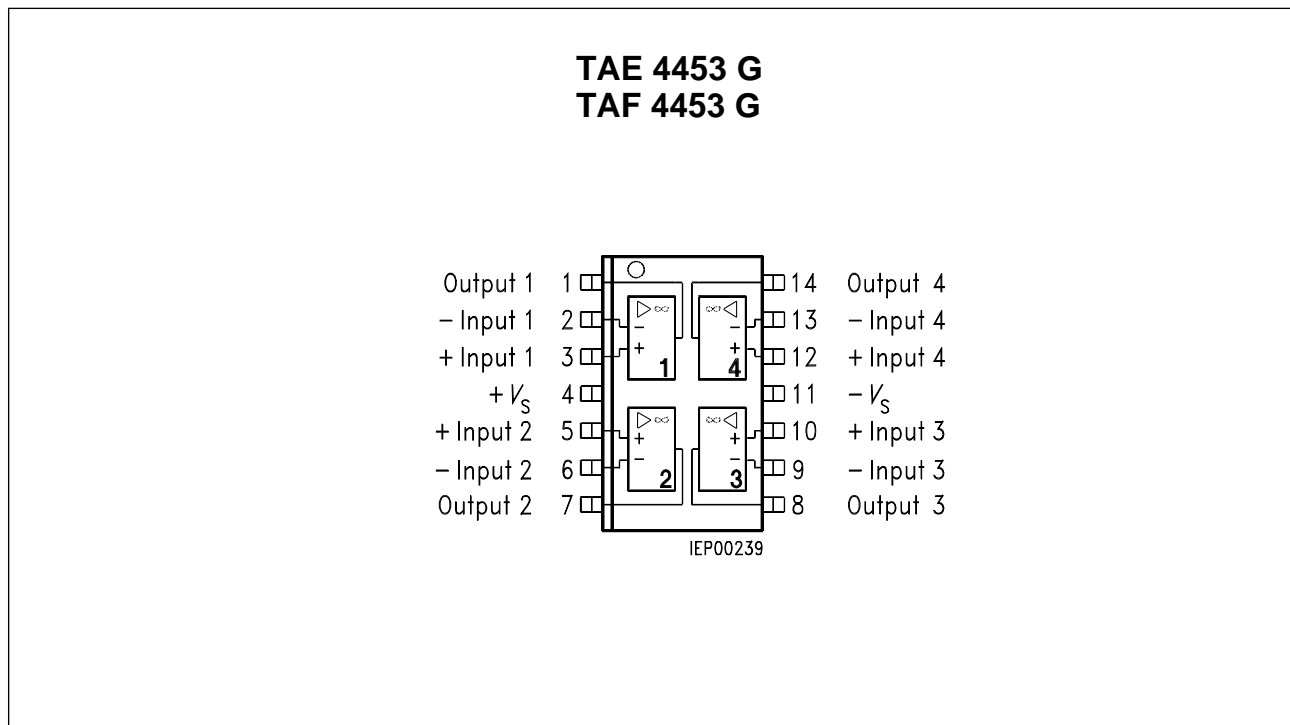 TAE 4453 G
TAF 4453 G
Output 1 1 14 Output 4
− Input 1 2 ▷ ∞ ∞ ◁ 13 − Input 4
− −
+ Input 1 3 + + 12 + Input 4
1 4
+ VS 4 11 − VS
+ Input 2 5 ▷ ∞ ∞ ◁ 10 + Input 3
+ +
− Input 2 6 − − 9 − Input 3
2 3
Output 2 7 8 Output 3
IEP00239